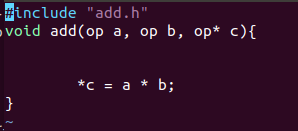 #include "add.h"
void add(op a, op b, op* c){
*c = a * b;
}
~